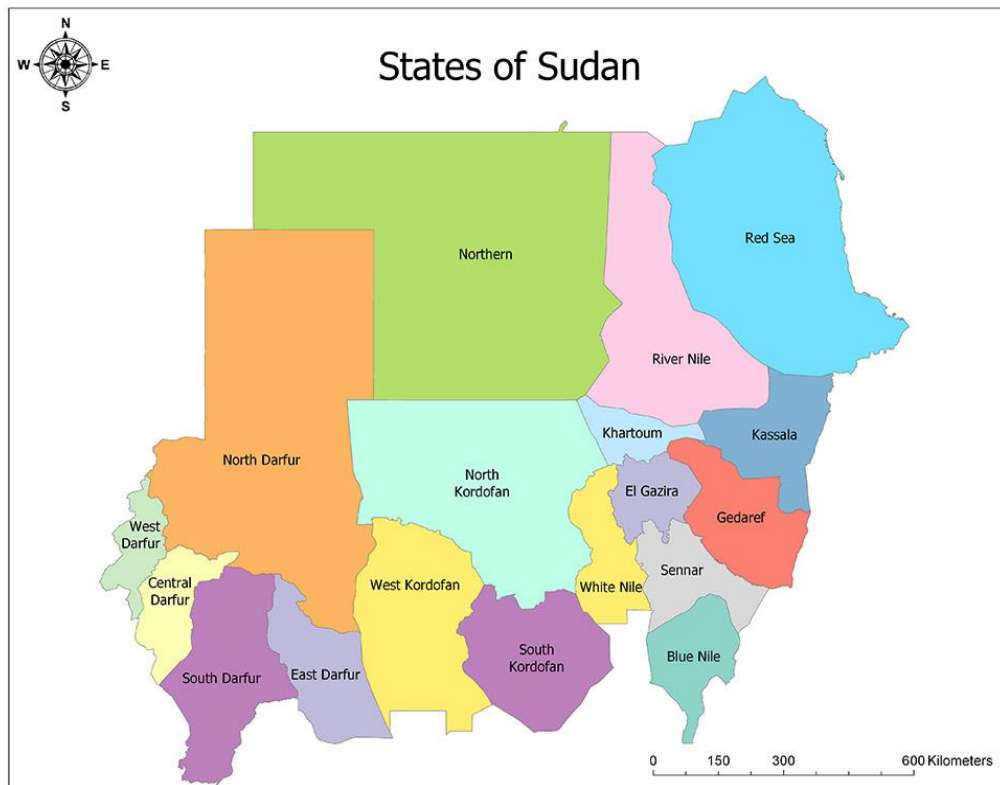 N
W E
S
States of Sudan
Red Sea
Northern
River Nile
Khartoum
Kassala
North Darfur
North
Kordofan
El Gazira
Gedaref
West
Darfur
Central
Darfur
West Kordofan
White Nile
Sennar
South
Kordofan
Blue Nile
South Darfur
East Darfur
0 150 300 600 Kilometers